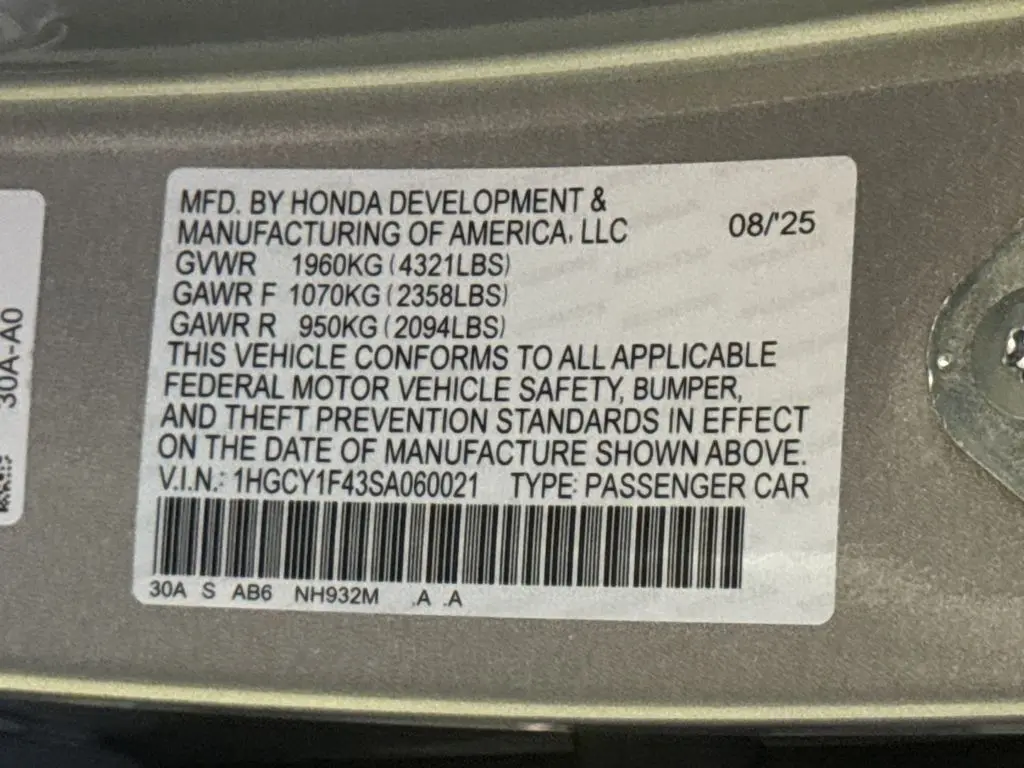 MFD. BY HONDA DEVELOPMENT &
MANUFACTURING OF AMERICA, LLC 08/'25
GVWR 1960KG (4321LBS)
GAWR F 1070KG (2358LBS)
GAWR R 950KG (2094LBS)
THIS VEHICLE CONFORMS TO ALL APPLICABLE
FEDERAL MOTOR VEHICLE SAFETY, BUMPER,
AND THEFT PREVENTION STANDARDS IN EFFECT
ON THE DATE OF MANUFACTURE SHOWN ABOVE.
V.I.N.: 1HGCY1F43SA060021 TYPE: PASSENGER CAR
30A S AB6 NH932M .A .A
30A-A0